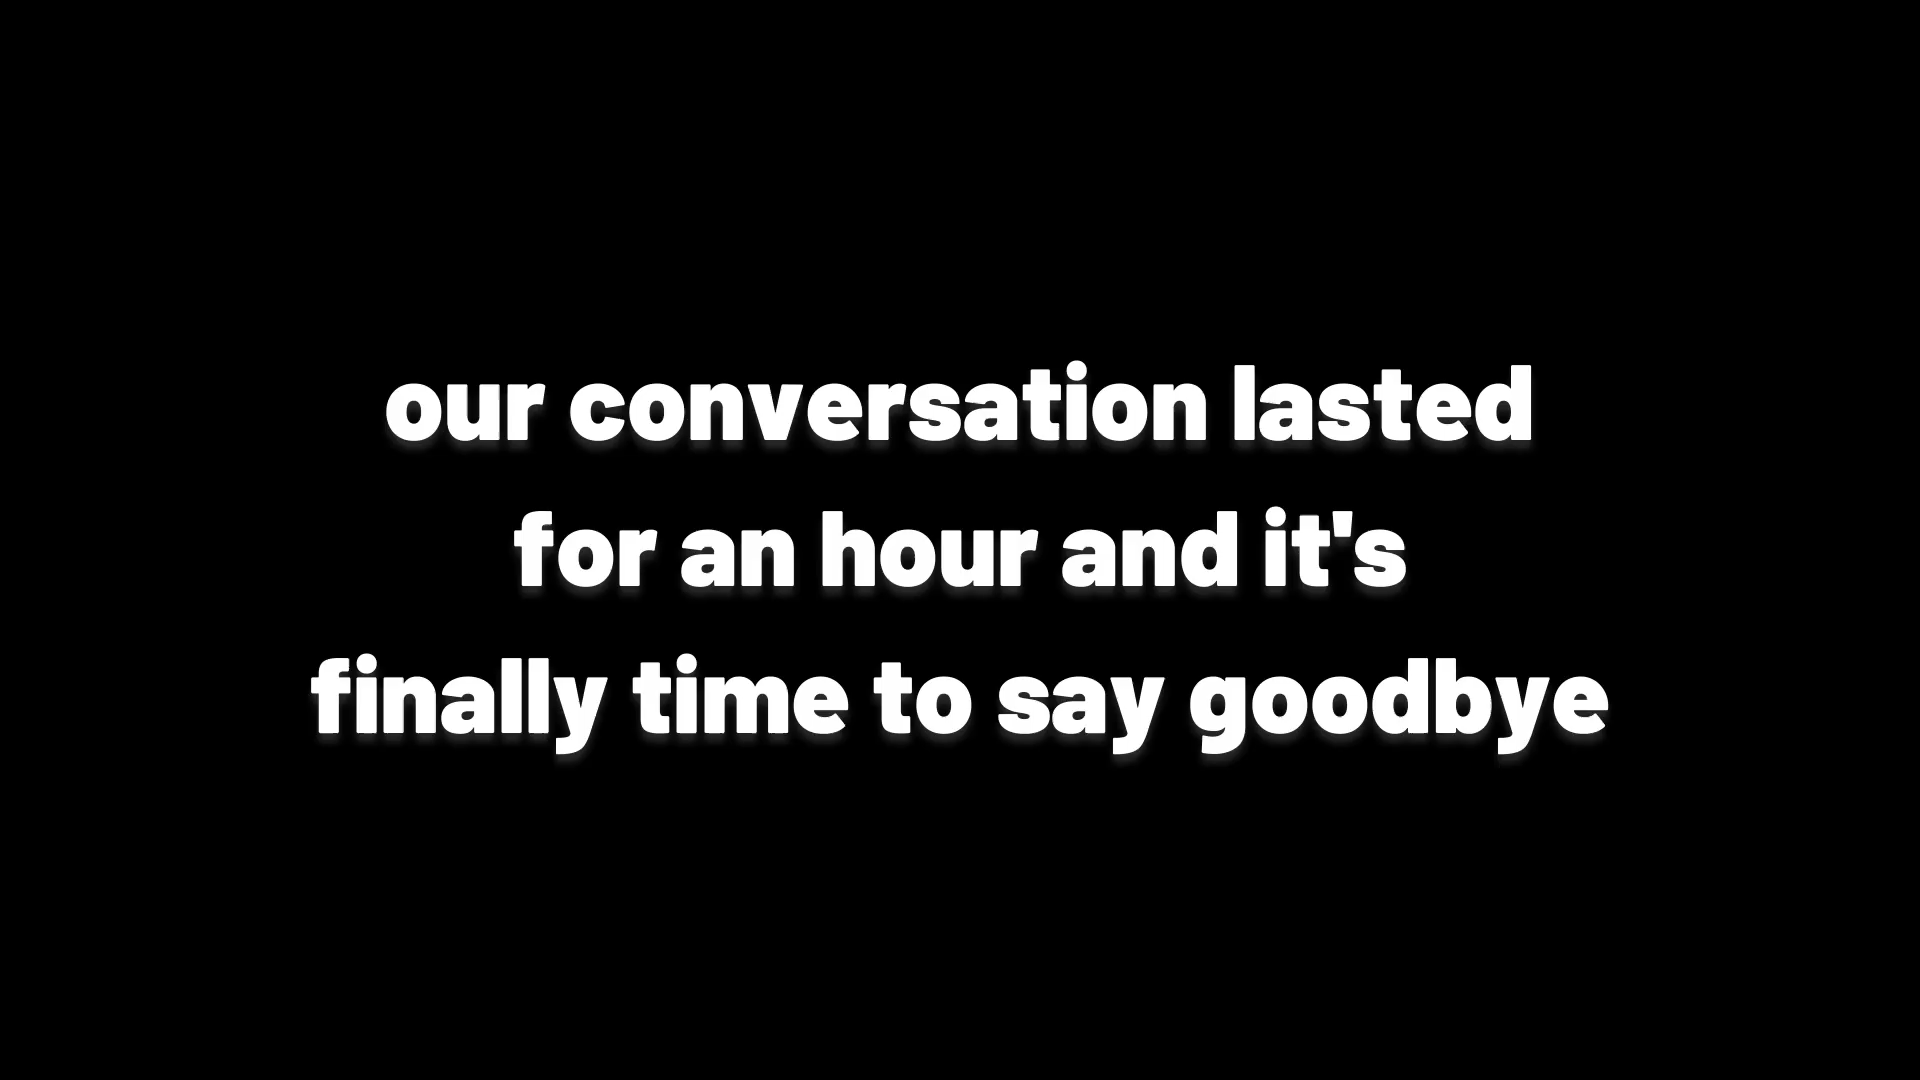 our conversation lasted
for an hour and it's
finally time to say goodbye